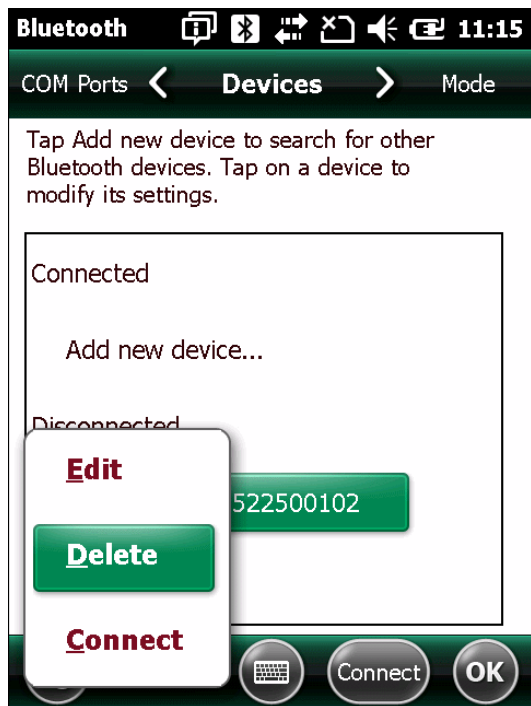 Bluetooth 11:15
COM Ports Devices Mode
Tap Add new device to search for other
Bluetooth devices. Tap on a device to
modify its settings.
Connected
Add new device...
Disconnected
Edit
522500102
Delete
Connect
Connect OK